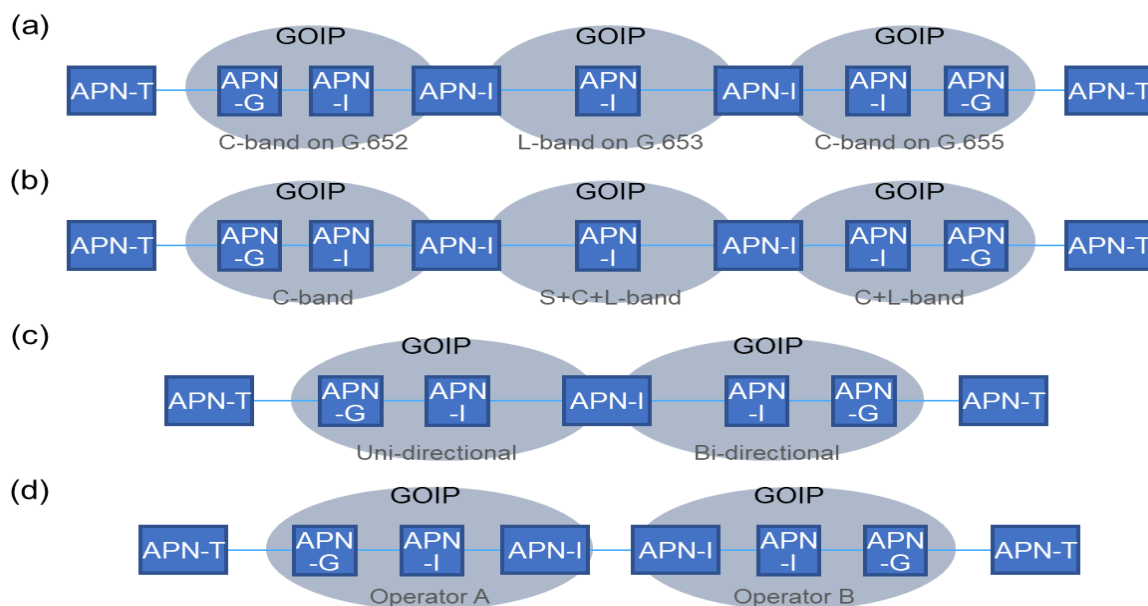 (a)
GOIP GOIP GOIP
APN-T APN-G APN-I APN-I APN-I APN-I APN-I APN-G APN-T
C-band on G.652 L-band on G.653 C-band on G.655
(b)
GOIP GOIP GOIP
APN-T APN-G APN-I APN-I APN-I APN-I APN-I APN-G APN-T
C-band S+C+L-band C+L-band
(c)
GOIP GOIP
APN-T APN-G APN-I APN-I APN-I APN-G APN-T
Uni-directional Bi-directional
(d)
GOIP GOIP
APN-T APN-G APN-I APN-I APN-I APN-I APN-G APN-T
Operator A Operator B